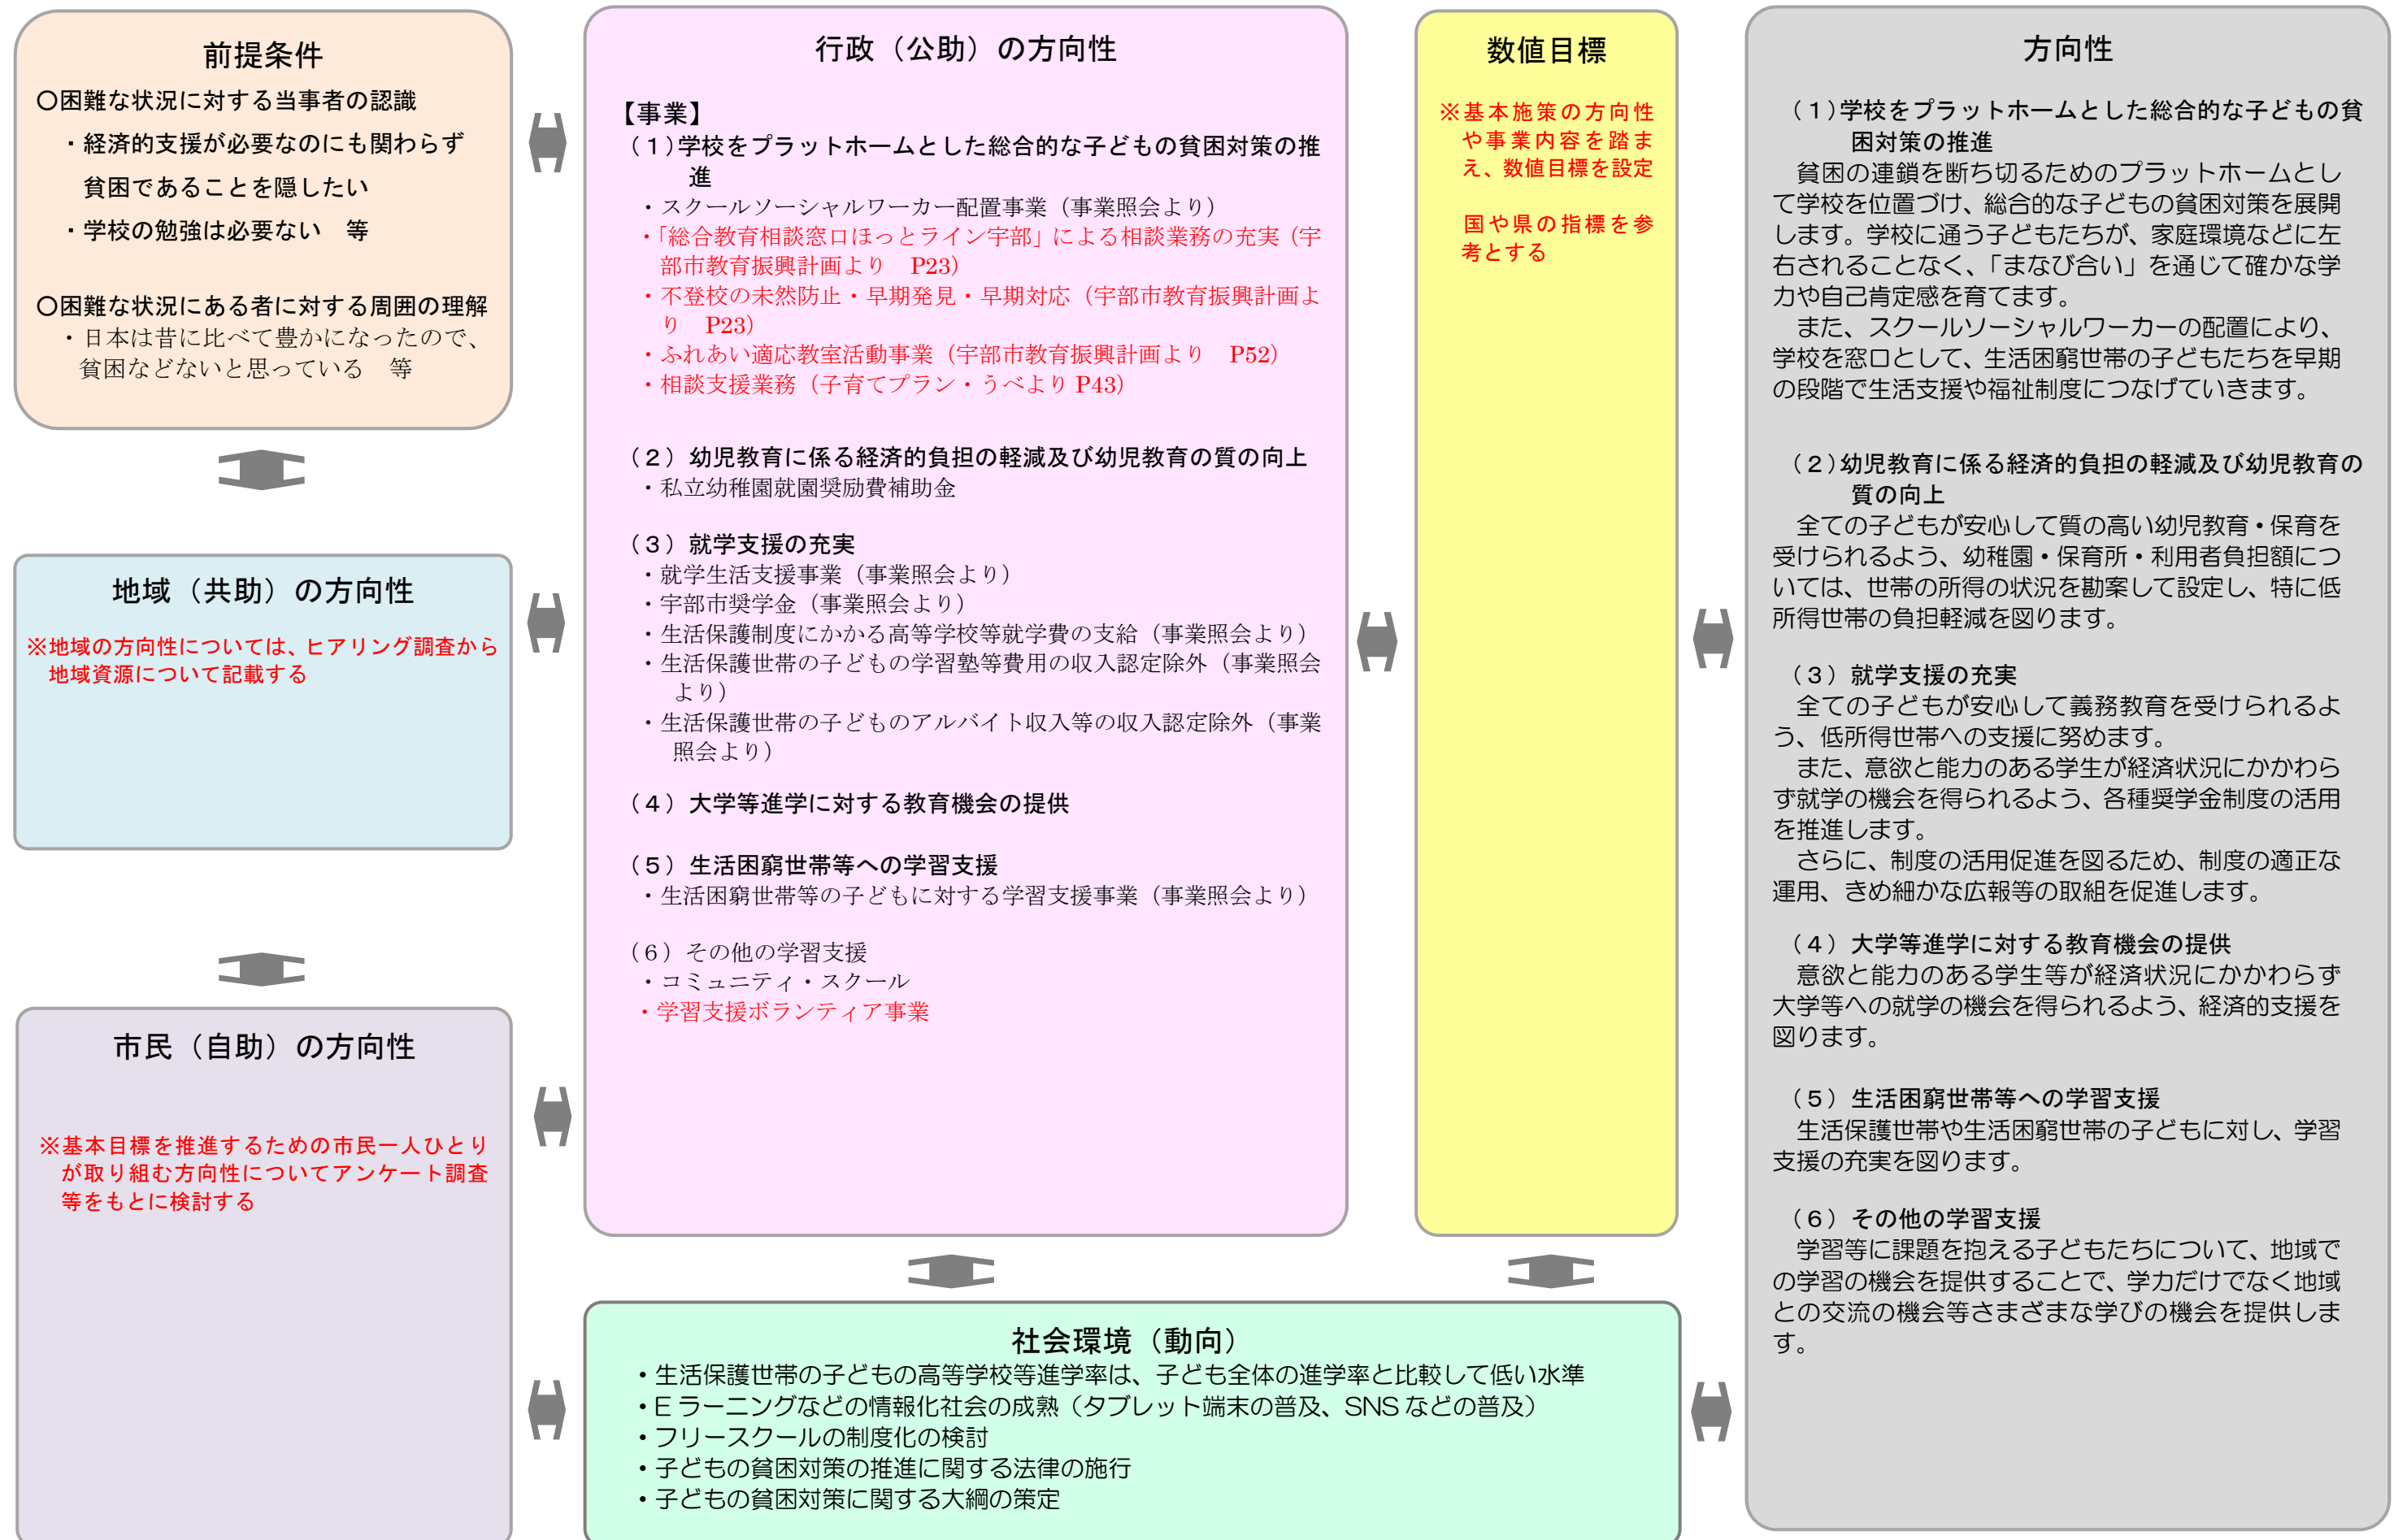 前提条件
〇困難な状況に対する当事者の認識
・経済的支援が必要なのにも関わらず
貧困であることを隠したい
・学校の勉強は必要ない　等
〇困難な状況にある者に対する周囲の理解
・日本は昔に比べて豊かになったので、
貧困などないと思っている　等
地域（共助）の方向性
※地域の方向性については、ヒアリング調査から
地域資源について記載する
市民（自助）の方向性
※基本目標を推進するための市民一人ひとり
が取り組む方向性についてアンケート調査
等をもとに検討する
行政（公助）の方向性
【事業】
（１）学校をプラットホームとした総合的な子どもの貧困対策の推
進
・スクールソーシャルワーカー配置事業（事業照会より）
・「総合教育相談窓口ほっとライン宇部」による相談業務の充実（宇
部市教育振興計画より　P23）
・不登校の未然防止・早期発見・早期対応（宇部市教育振興計画よ
り　P23）
・ふれあい適応教室活動事業（宇部市教育振興計画より　P52）
・相談支援業務（子育てプラン・うべより P43）
（２）幼児教育に係る経済的負担の軽減及び幼児教育の質の向上
・私立幼稚園就園奨励費補助金
（３）就学支援の充実
・就学生活支援事業（事業照会より）
・宇部市奨学金（事業照会より）
・生活保護制度にかかる高等学校等就学費の支給（事業照会より）
・生活保護世帯の子どもの学習塾等費用の収入認定除外（事業照会
より）
・生活保護世帯の子どものアルバイト収入等の収入認定除外（事業
照会より）
（４）大学等進学に対する教育機会の提供
（５）生活困窮世帯等への学習支援
・生活困窮世帯等の子どもに対する学習支援事業（事業照会より）
（６）その他の学習支援
・コミュニティ・スクール
・学習支援ボランティア事業
数値目標
※基本施策の方向性
や事業内容を踏ま
え、数値目標を設定
国や県の指標を参
考とする
社会環境（動向）
・生活保護世帯の子どもの高等学校等進学率は、子ども全体の進学率と比較して低い水準
・E ラーニングなどの情報化社会の成熟（タブレット端末の普及、SNS などの普及）
・フリースクールの制度化の検討
・子どもの貧困対策の推進に関する法律の施行
・子どもの貧困対策に関する大綱の策定
方向性
（１）学校をプラットホームとした総合的な子どもの貧
困対策の推進
貧困の連鎖を断ち切るためのプラットホームとし
て学校を位置づけ、総合的な子どもの貧困対策を展開
します。学校に通う子どもたちが、家庭環境などに左
右されることなく、「まなび合い」を通じて確かな学
力や自己肯定感を育てます。
また、スクールソーシャルワーカーの配置により、
学校を窓口として、生活困窮世帯の子どもたちを早期
の段階で生活支援や福祉制度につなげていきます。
（２）幼児教育に係る経済的負担の軽減及び幼児教育の
質の向上
全ての子どもが安心して質の高い幼児教育・保育を
受けられるよう、幼稚園・保育所・利用者負担額につ
いては、世帯の所得の状況を勘案して設定し、特に低
所得世帯の負担軽減を図ります。
（３）就学支援の充実
全ての子どもが安心して義務教育を受けられるよ
う、低所得世帯への支援に努めます。
また、意欲と能力のある学生が経済状況にかかわら
ず就学の機会を得られるよう、各種奨学金制度の活用
を推進します。
さらに、制度の活用促進を図るため、制度の適正な
運用、きめ細かな広報等の取組を促進します。
（４）大学等進学に対する教育機会の提供
意欲と能力のある学生等が経済状況にかかわらず
大学等への就学の機会を得られるよう、経済的支援を
図ります。
（５）生活困窮世帯等への学習支援
生活保護世帯や生活困窮世帯の子どもに対し、学習
支援の充実を図ります。
（６）その他の学習支援
学習等に課題を抱える子どもたちについて、地域で
の学習の機会を提供することで、学力だけでなく地域
との交流の機会等さまざまな学びの機会を提供しま
す。